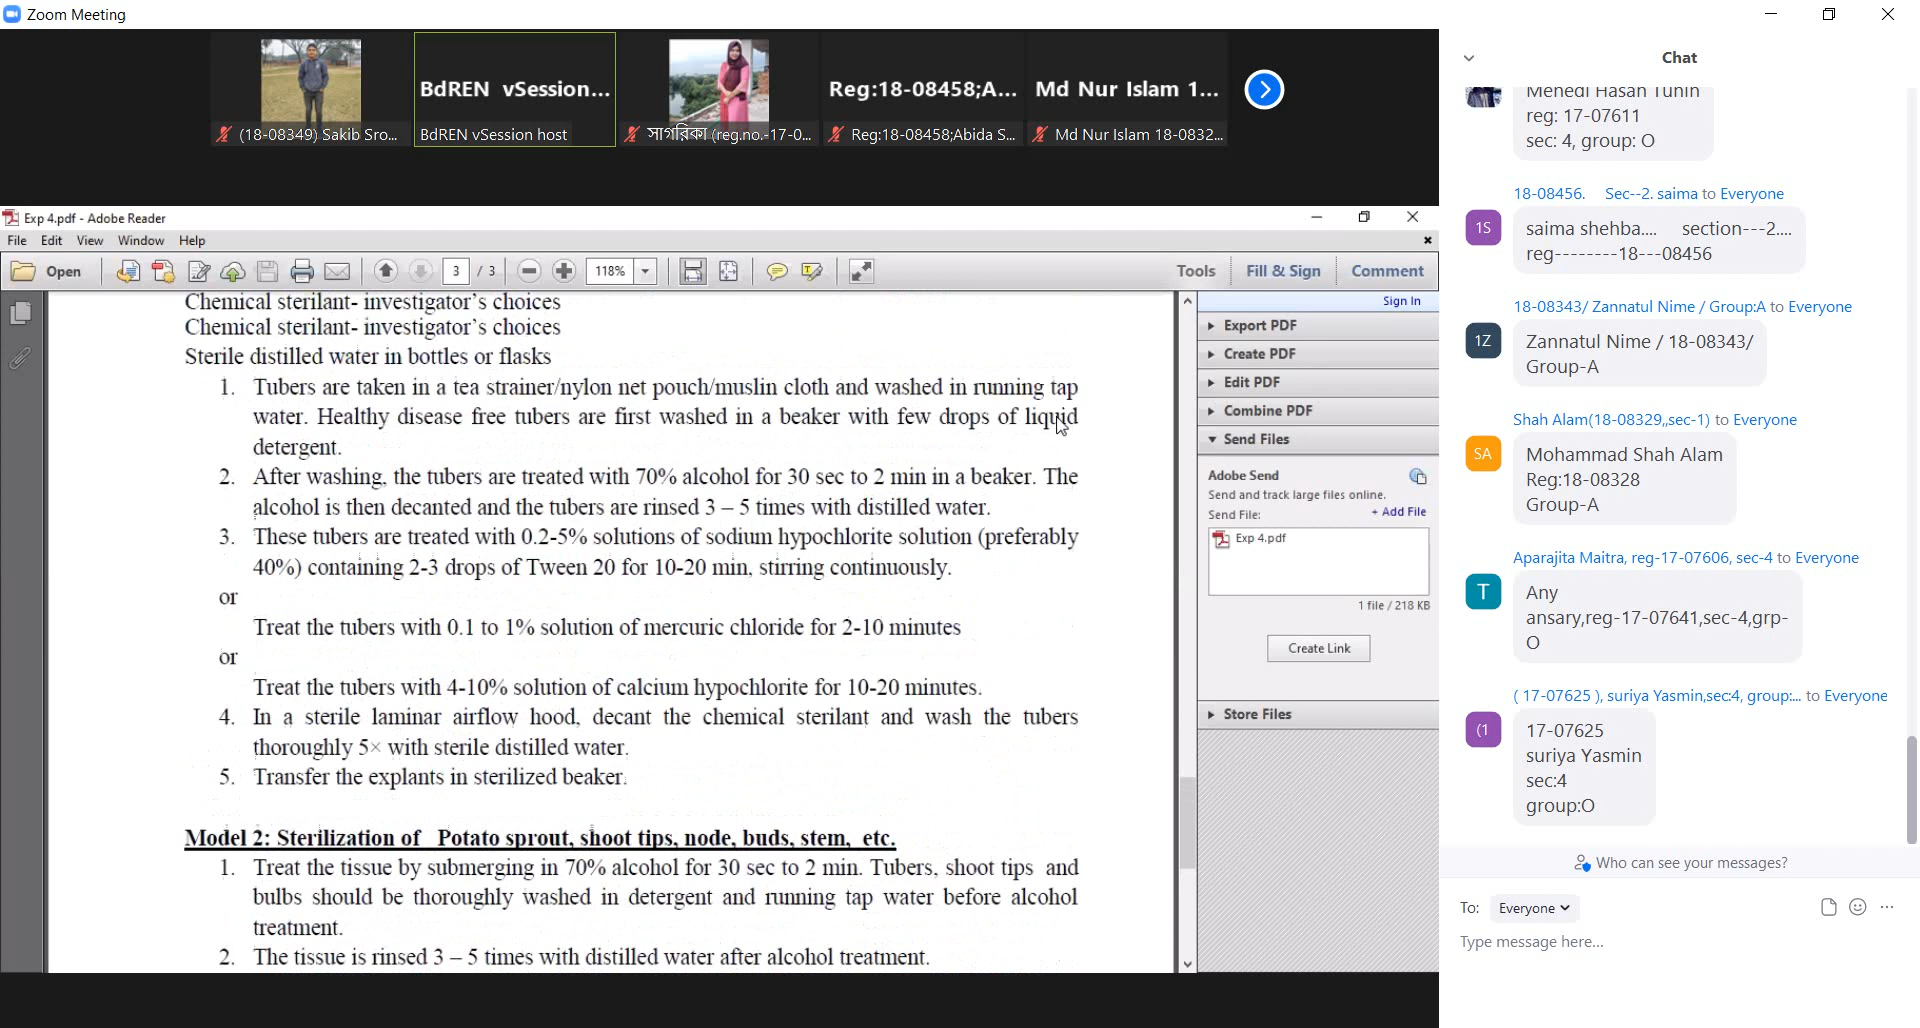 Zoom Meeting
BdREN vSession...
Reg:18-08458;A...
Md Nur Islam 1...
(18-08349) Sakib Sro...
BdREN vSession host
সাগরিকা (reg.no.-17-0...
Reg:18-08458;Abida S...
Md Nur Islam 18-0832...
Exp 4.pdf - Adobe Reader
File Edit View Window Help
Open
3 / 3
118%
Tools
Fill & Sign
Comment
Chemical sterilant- investigator's choices
Chemical sterilant- investigator's choices
Sterile distilled water in bottles or flasks
1. Tubers are taken in a tea strainer/nylon net pouch/muslin cloth and washed in running tap
water. Healthy disease free tubers are first washed in a beaker with few drops of liquid
detergent.
2. After washing, the tubers are treated with 70% alcohol for 30 sec to 2 min in a beaker. The
alcohol is then decanted and the tubers are rinsed 3 – 5 times with distilled water.
3. These tubers are treated with 0.2-5% solutions of sodium hypochlorite solution (preferably
40%) containing 2-3 drops of Tween 20 for 10-20 min, stirring continuously.
or
Treat the tubers with 0.1 to 1% solution of mercuric chloride for 2-10 minutes
or
Treat the tubers with 4-10% solution of calcium hypochlorite for 10-20 minutes.
4. In a sterile laminar airflow hood, decant the chemical sterilant and wash the tubers
thoroughly 5× with sterile distilled water.
5. Transfer the explants in sterilized beaker.
Model 2: Sterilization of Potato sprout, shoot tips, node, buds, stem, etc.
1. Treat the tissue by submerging in 70% alcohol for 30 sec to 2 min. Tubers, shoot tips and
bulbs should be thoroughly washed in detergent and running tap water before alcohol
treatment.
2. The tissue is rinsed 3 – 5 times with distilled water after alcohol treatment.
Sign In
Export PDF
Create PDF
Edit PDF
Combine PDF
Send Files
Adobe Send
Send and track large files online.
Send File:
+ Add File
Exp 4.pdf
1 file / 218 KB
Create Link
Store Files
Chat
Mehedi Hasan Tuhin
reg: 17-07611
sec: 4, group: O
18-08456. Sec--2. saima to Everyone
1S
saima shehba.... section---2....
reg--------18---08456
18-08343/ Zannatul Nime / Group:A to Everyone
1Z
Zannatul Nime / 18-08343/
Group-A
Shah Alam(18-08329,,sec-1) to Everyone
SA
Mohammad Shah Alam
Reg:18-08328
Group-A
Aparajita Maitra, reg-17-07606, sec-4 to Everyone
T
Any
ansary,reg-17-07641,sec-4,grp-
O
( 17-07625 ), suriya Yasmin,sec:4, group:... to Everyone
(1
17-07625
suriya Yasmin
sec:4
group:O
Who can see your messages?
To: Everyone
Type message here...